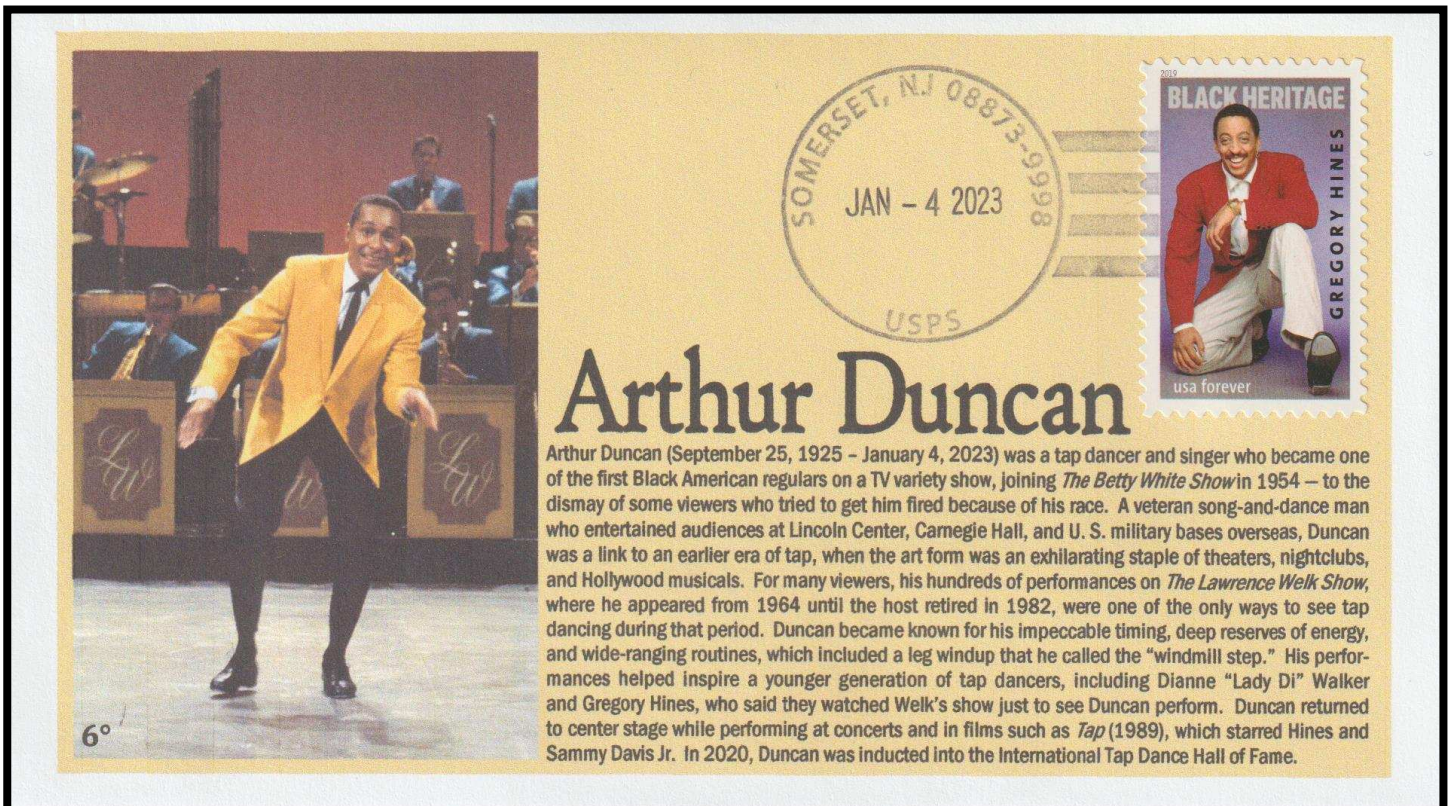 2019
BLACK HERITAGE
GREGORY HINES
usa forever
SOMERSET, NJ 08873-9998
JAN - 4 2023
USPS
LW
LW
LW
6°
Arthur Duncan
Arthur Duncan (September 25, 1925 – January 4, 2023) was a tap dancer and singer who became one
of the first Black American regulars on a TV variety show, joining The Betty White Show in 1954 — to the
dismay of some viewers who tried to get him fired because of his race. A veteran song-and-dance man
who entertained audiences at Lincoln Center, Carnegie Hall, and U. S. military bases overseas, Duncan
was a link to an earlier era of tap, when the art form was an exhilarating staple of theaters, nightclubs,
and Hollywood musicals. For many viewers, his hundreds of performances on The Lawrence Welk Show,
where he appeared from 1964 until the host retired in 1982, were one of the only ways to see tap
dancing during that period. Duncan became known for his impeccable timing, deep reserves of energy,
and wide-ranging routines, which included a leg windup that he called the “windmill step.” His perfor-
mances helped inspire a younger generation of tap dancers, including Dianne “Lady Di” Walker
and Gregory Hines, who said they watched Welk’s show just to see Duncan perform. Duncan returned
to center stage while performing at concerts and in films such as Tap (1989), which starred Hines and
Sammy Davis Jr. In 2020, Duncan was inducted into the International Tap Dance Hall of Fame.